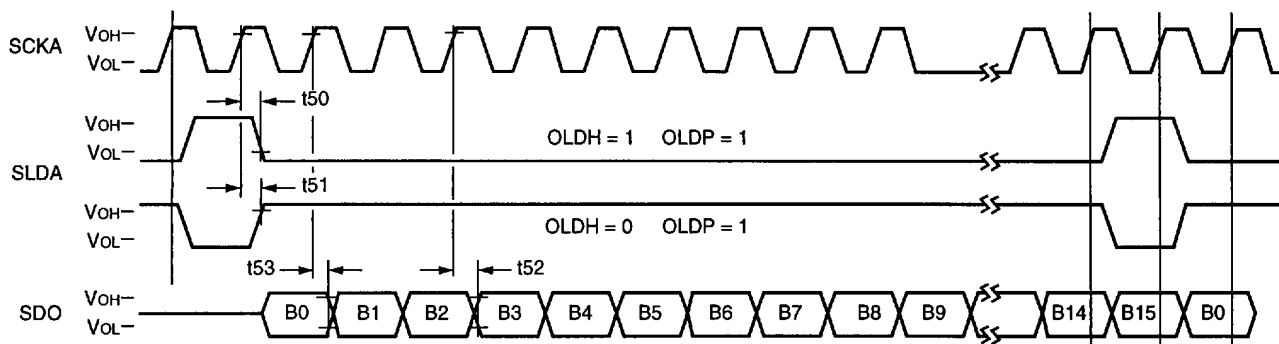 SCKA
VOH–
VOL–
t50
VOH–
VOL–
OLDH = 1 OLDP = 1
SLDA
t51
VOH–
VOL–
OLDH = 0 OLDP = 1
t53
t52
SDO
VOH–
VOL–
B0 B1 B2 B3 B4 B5 B6 B7 B8 B9 B14 B15 B0